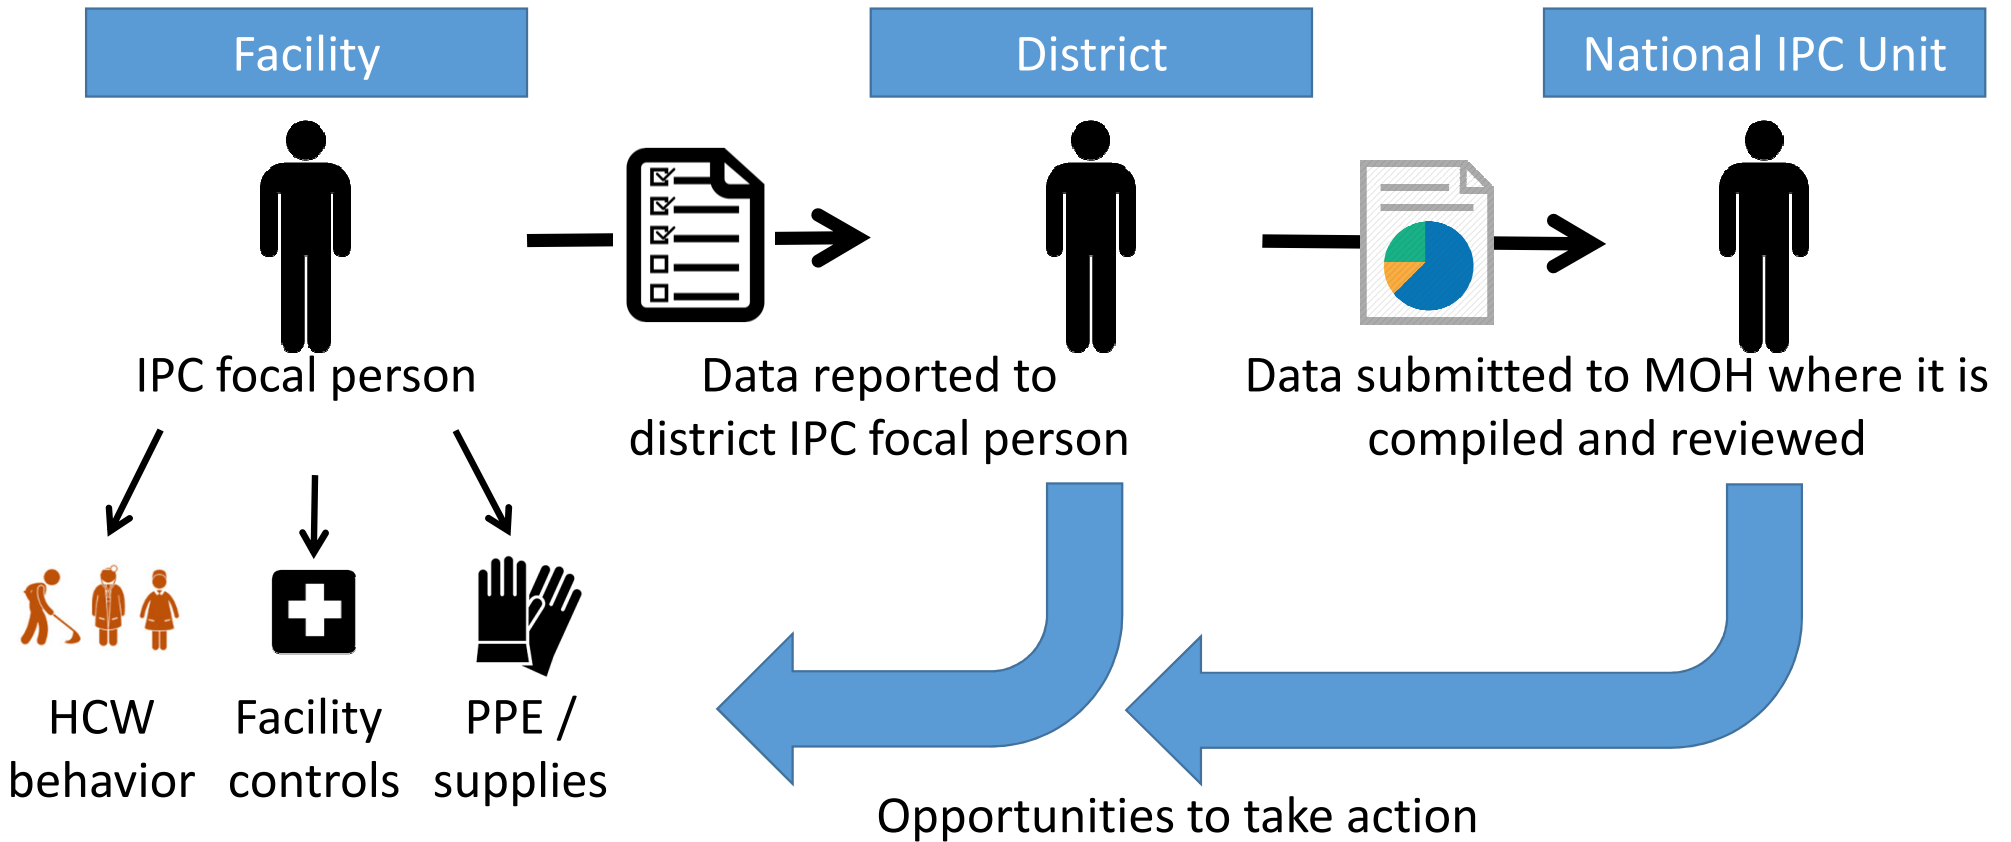 Facility
District
National IPC Unit
IPC focal person
Data reported to
district IPC focal person
Data submitted to MOH where it is
compiled and reviewed
HCW
behavior
Facility
controls
PPE /
supplies
Opportunities to take action